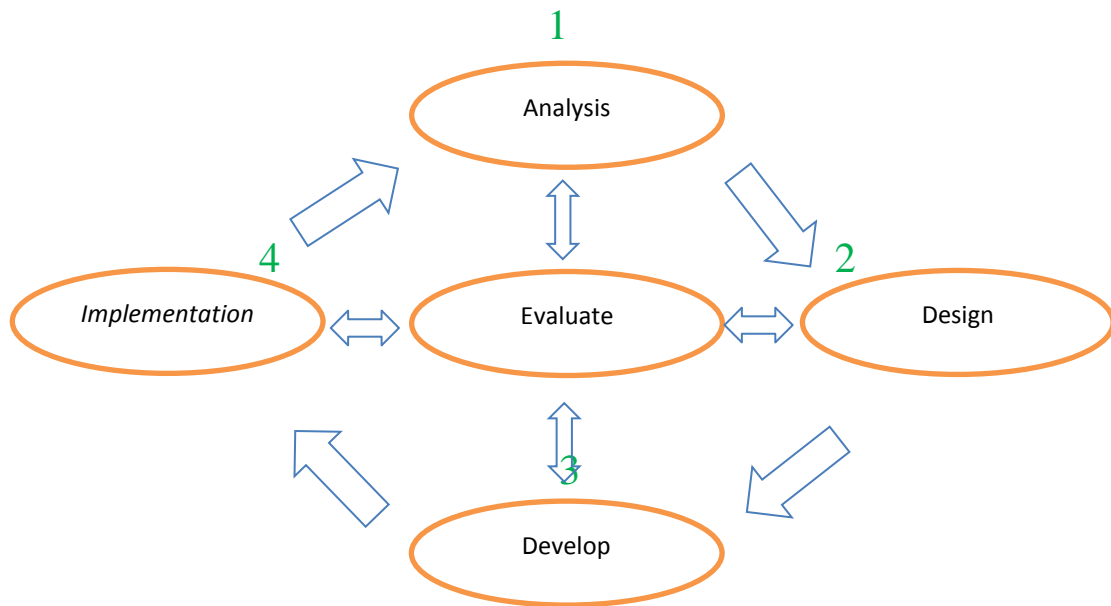 1
Analysis
4
2
Implementation
Evaluate
Design
3
Develop